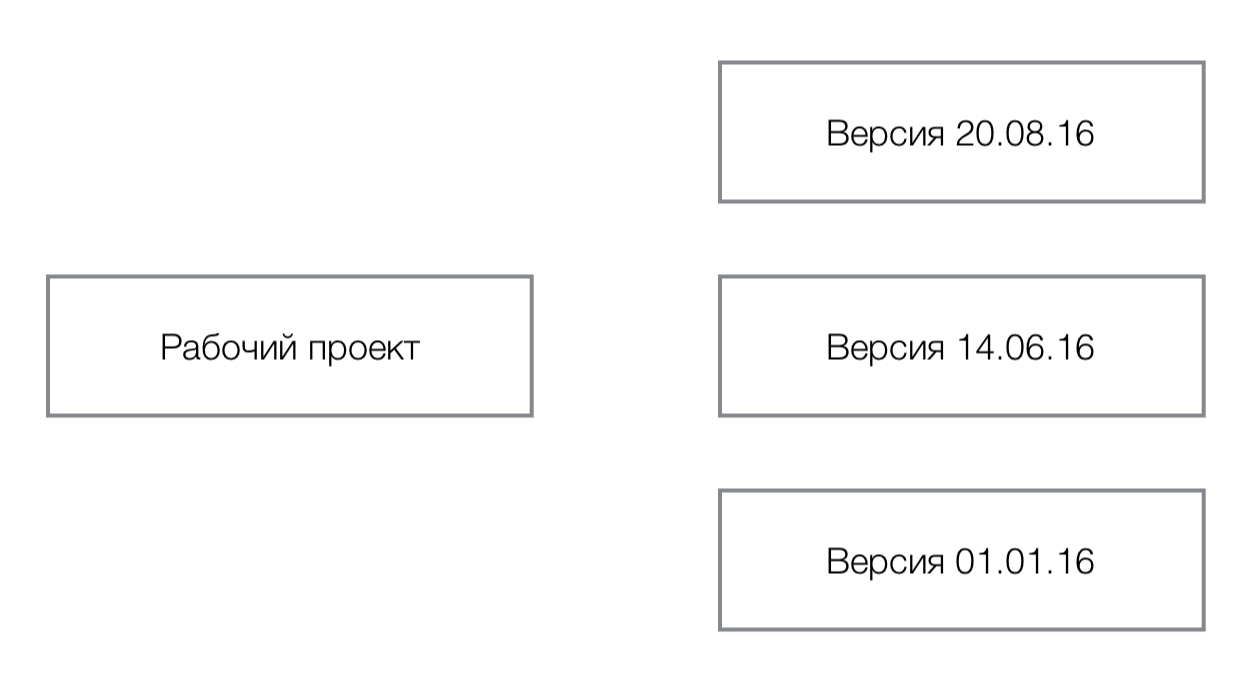 Версия 20.08.16
Рабочий проект
Версия 14.06.16
Версия 01.01.16